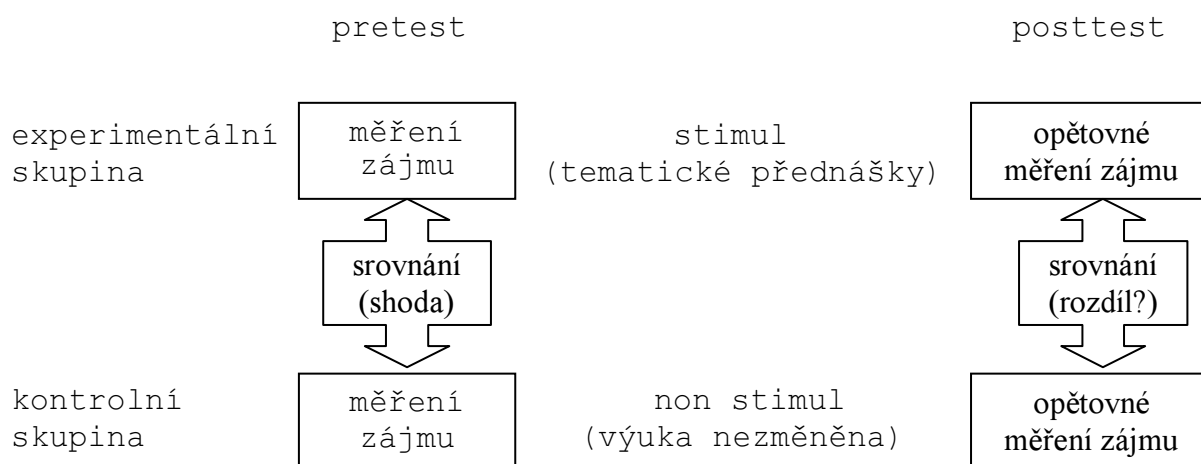 pretest
posttest
experimentální
skupina
měření
zájmu
stimul
(tematické přednášky)
opětovné
měření zájmu
srovnání
(shoda)
srovnání
(rozdíl?)
kontrolní
skupina
měření
zájmu
non stimul
(výuka nezměněna)
opětovné
měření zájmu